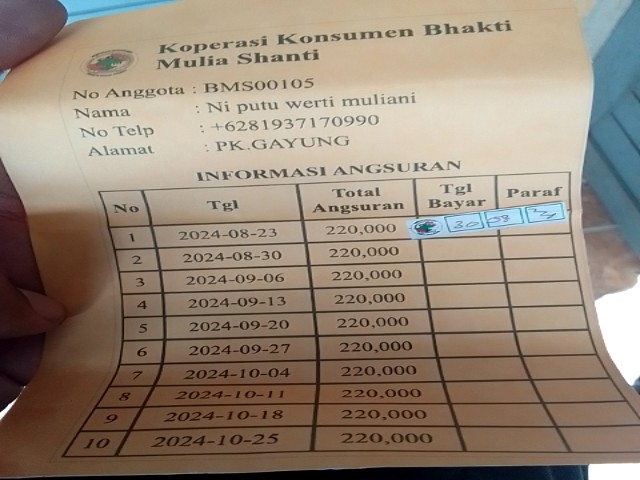 Koperasi Konsumen Bhakti
Mulia Shanti
No Anggota : BMS00105
Nama : Ni putu werti muliani
No Telp : +6281937170990
Alamat : PK.GAYUNG
INFORMASI ANGSURAN
No Tgl Total Angsuran Tgl Bayar Paraf
1 2024-08-23 220,000 30 08
2 2024-08-30 220,000
3 2024-09-06 220,000
4 2024-09-13 220,000
5 2024-09-20 220,000
6 2024-09-27 220,000
7 2024-10-04 220,000
8 2024-10-11 220,000
9 2024-10-18 220,000
10 2024-10-25 220,000